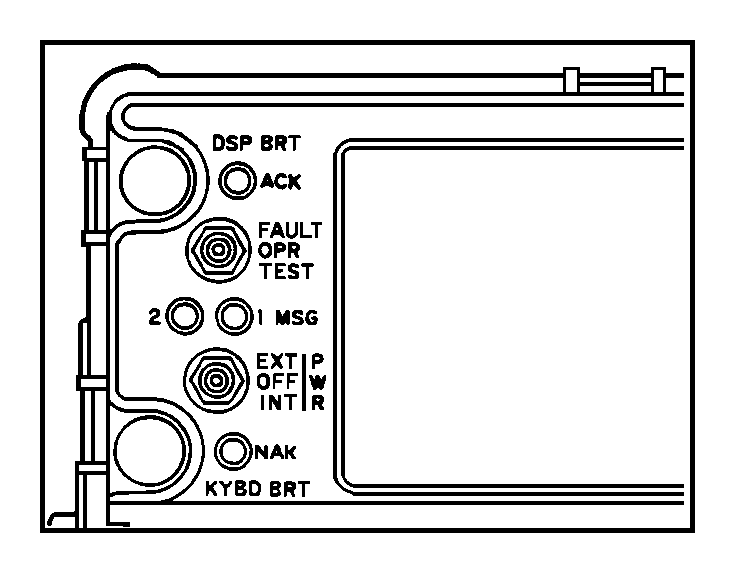 DSP BRT
ACK
FAULT
OPR
TEST
2 1 MSG
EXT P
OFF W
INT R
NAK
KYBD BRT